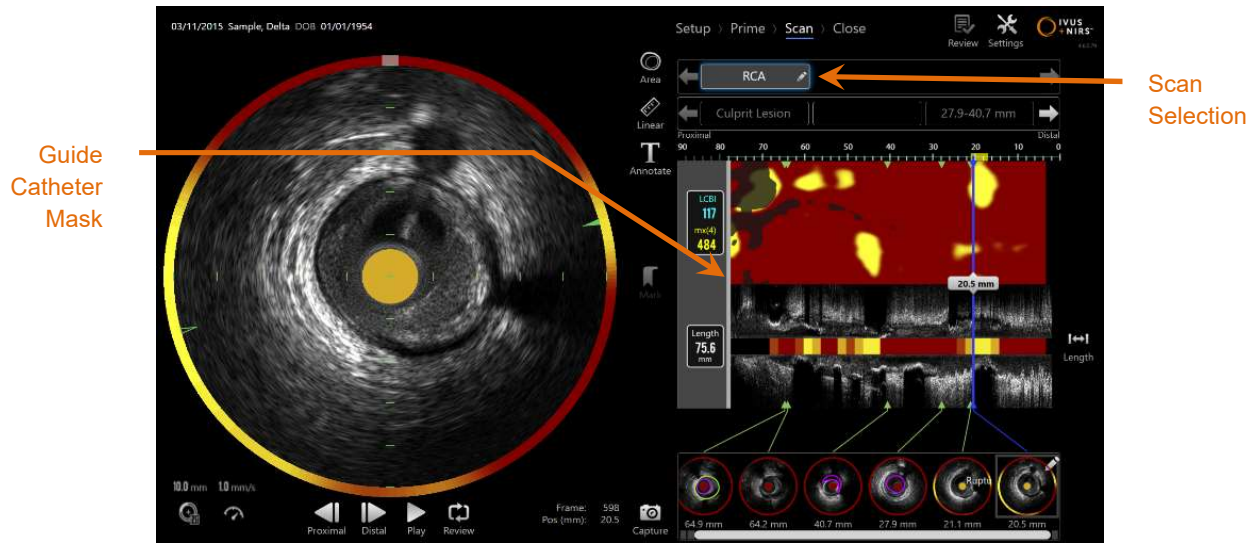 03/11/2015 Sample, Delta DOB 01/01/1954
Setup > Prime > Scan > Close
Review
Settings
IVUS
+NIRS
Area
Linear
Annotate
Mark
RCA
Culprit Lesion
27.9-40.7 mm
Proximal
Distal
90 80 70 60 50 40 30 20 10 0
LCBI
117
mx(4)
484
20.5 mm
Length
75.6
mm
Length
Guide
Catheter
Mask
Scan
Selection
10.0 mm 1.0 mm/s
Proximal
Distal
Play
Review
Frame: 598
Pos (mm): 20.5
Capture
Ruptu
64.9 mm
64.2 mm
40.7 mm
27.9 mm
21.1 mm
20.5 mm